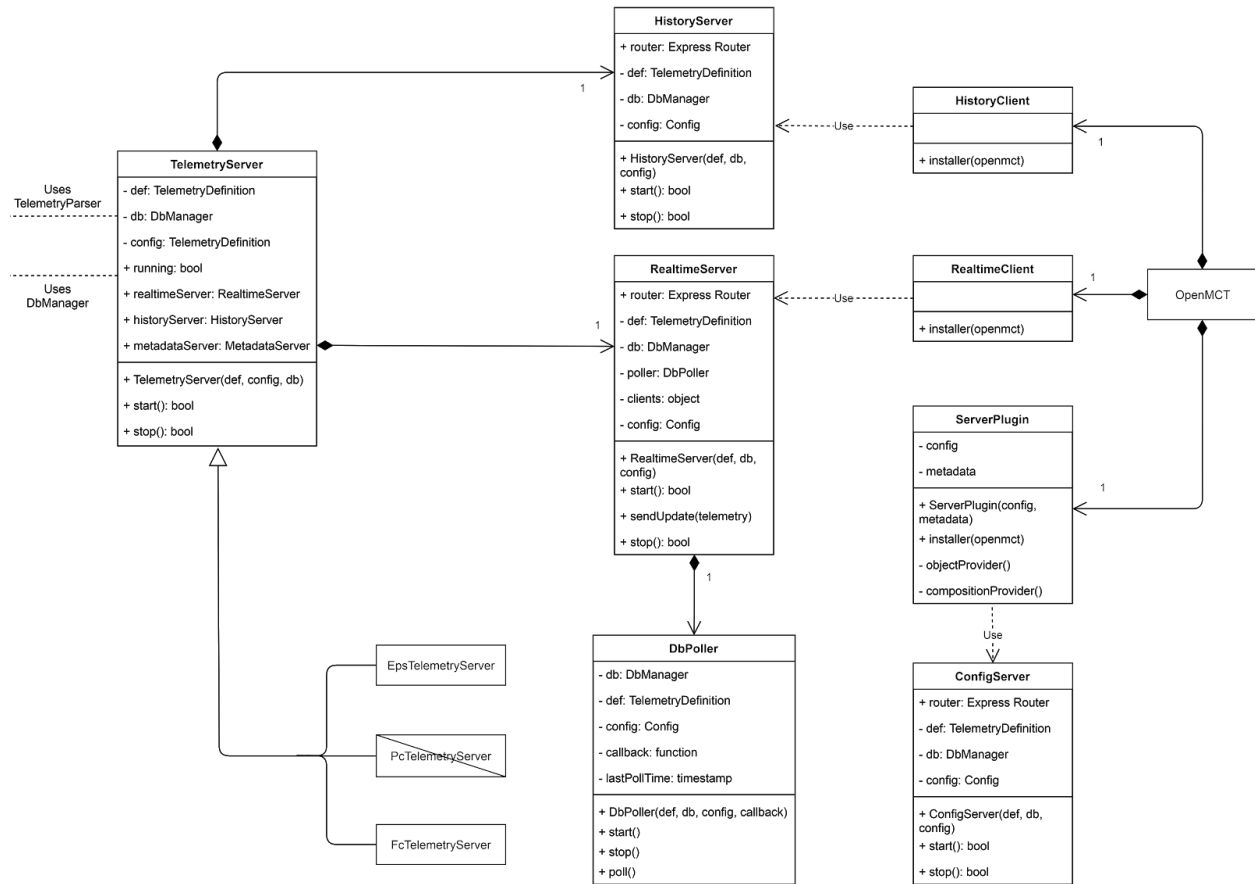 HistoryServer
+ router: Express Router
- def: TelemetryDefinition
- db: DbManager
- config: Config
+ HistoryServer(def, db,
config)
+ start(): bool
+ stop(): bool
1
HistoryClient
+ installer(openmct)
Use
1
TelemetryServer
- def: TelemetryDefinition
- db: DbManager
- config: TelemetryDefinition
+ running: bool
+ realtimeServer: RealtimeServer
+ historyServer: HistoryServer
+ metadataServer: MetadataServer
+ TelemetryServer(def, config, db)
+ start(): bool
+ stop(): bool
Uses
TelemetryParser
Uses
DbManager
1
RealtimeServer
+ router: Express Router
- def: TelemetryDefinition
- db: DbManager
- poller: DbPoller
- clients: object
- config: Config
+ RealtimeServer(def, db,
config)
+ start(): bool
+ sendUpdate(telemetry)
+ stop(): bool
1
RealtimeClient
+ installer(openmct)
Use
1
OpenMCT
ServerPlugin
- config
- metadata
+ ServerPlugin(config,
metadata)
+ installer(openmct)
- objectProvider()
- compositionProvider()
1
Use
EpsTelemetryServer
PcTelemetryServer
FcTelemetryServer
DbPoller
- db: DbManager
- def: TelemetryDefinition
- config: Config
- callback: function
- lastPollTime: timestamp
+ DbPoller(def, db, config, callback)
+ start()
+ stop()
+ poll()
ConfigServer
+ router: Express Router
- def: TelemetryDefinition
- db: DbManager
- config: Config
+ ConfigServer(def, db,
config)
+ start(): bool
+ stop(): bool